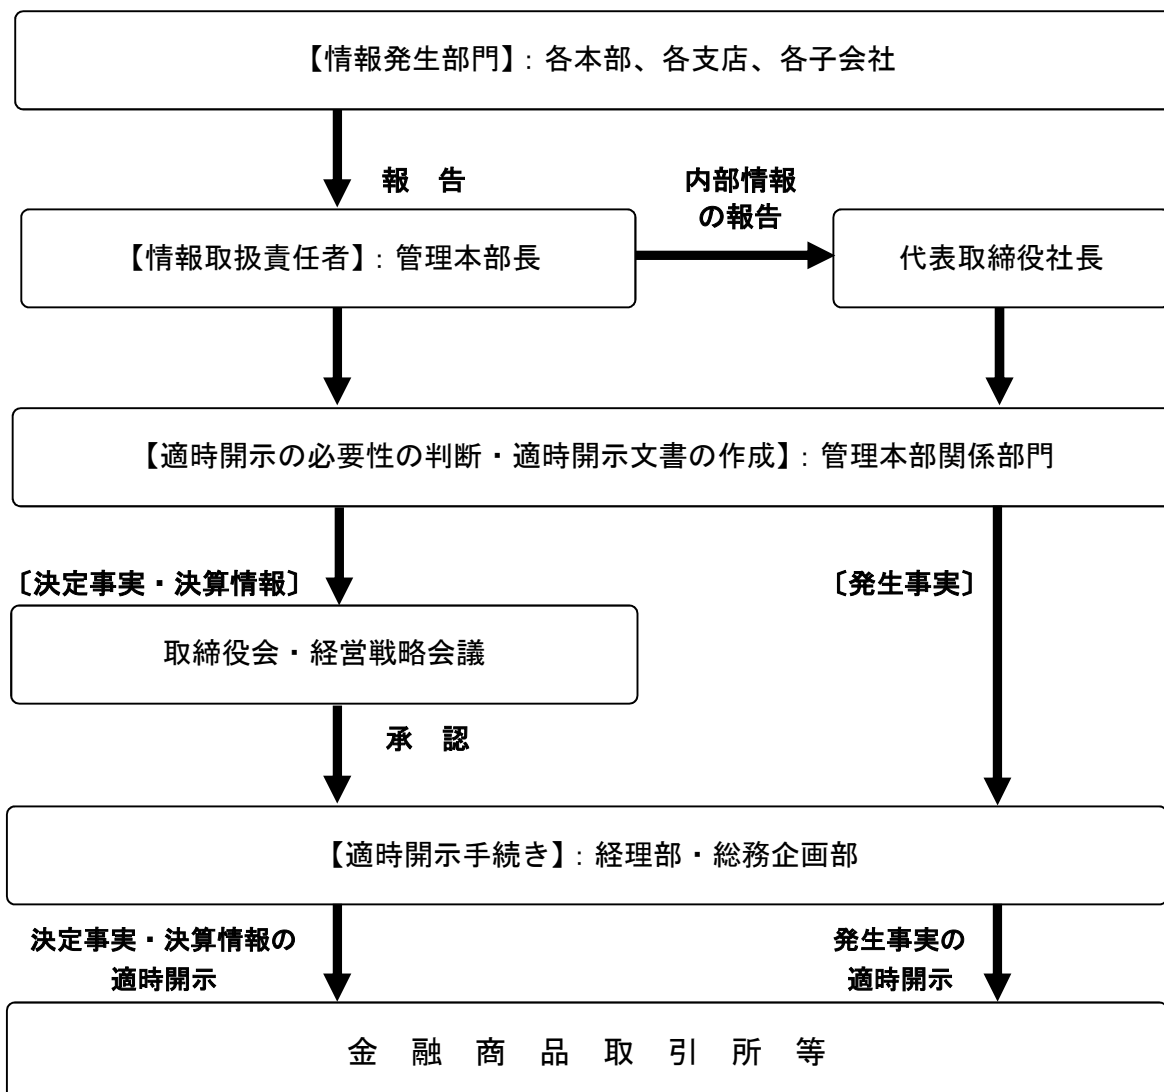 【情報発生部門】：各本部、各支店、各子会社
報　告
内部情報
の報告
【情報取扱責任者】：管理本部長
代表取締役社長
【適時開示の必要性の判断・適時開示文書の作成】：管理本部関係部門
〔決定事実・決算情報〕
〔発生事実〕
取締役会・経営戦略会議
承　認
【適時開示手続き】：経理部・総務企画部
決定事実・決算情報の
適時開示
発生事実の
適時開示
金　融　商　品　取　引　所　等